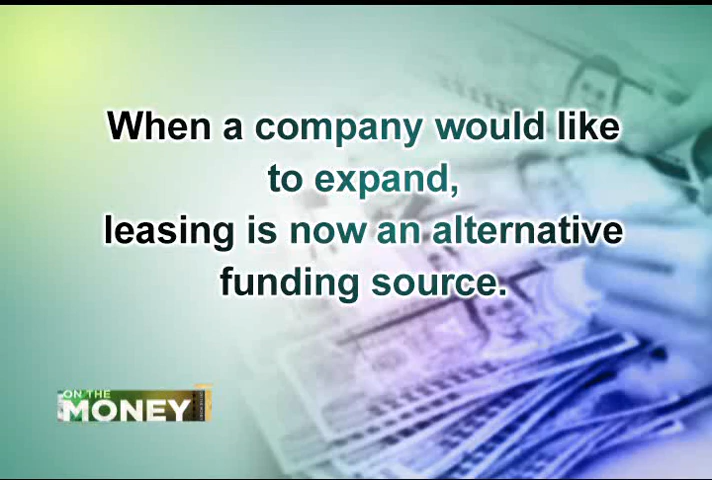 When a company would like
to expand,
leasing is now an alternative
funding source.
ON THE
MONEY